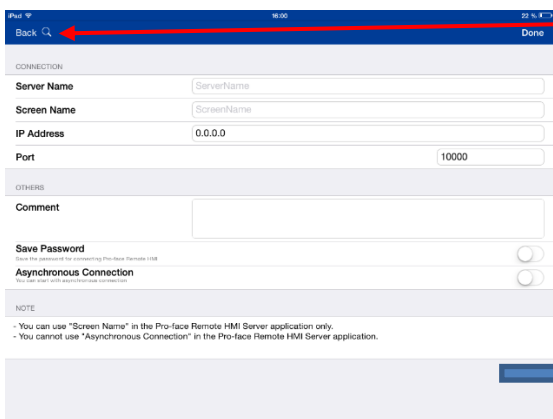 iPad 16:00 22 %
Back Done
CONNECTION
Server Name ServerName
Screen Name ScreenName
IP Address 0.0.0.0
Port 10000
OTHERS
Comment
Save Password
Save the password for connecting Pro-face Remote HMI
Asynchronous Connection
You can start with asynchronous connection
NOTE
- You can use "Screen Name" in the Pro-face Remote HMI Server application only.
- You cannot use "Asynchronous Connection" in the Pro-face Remote HMI Server application.